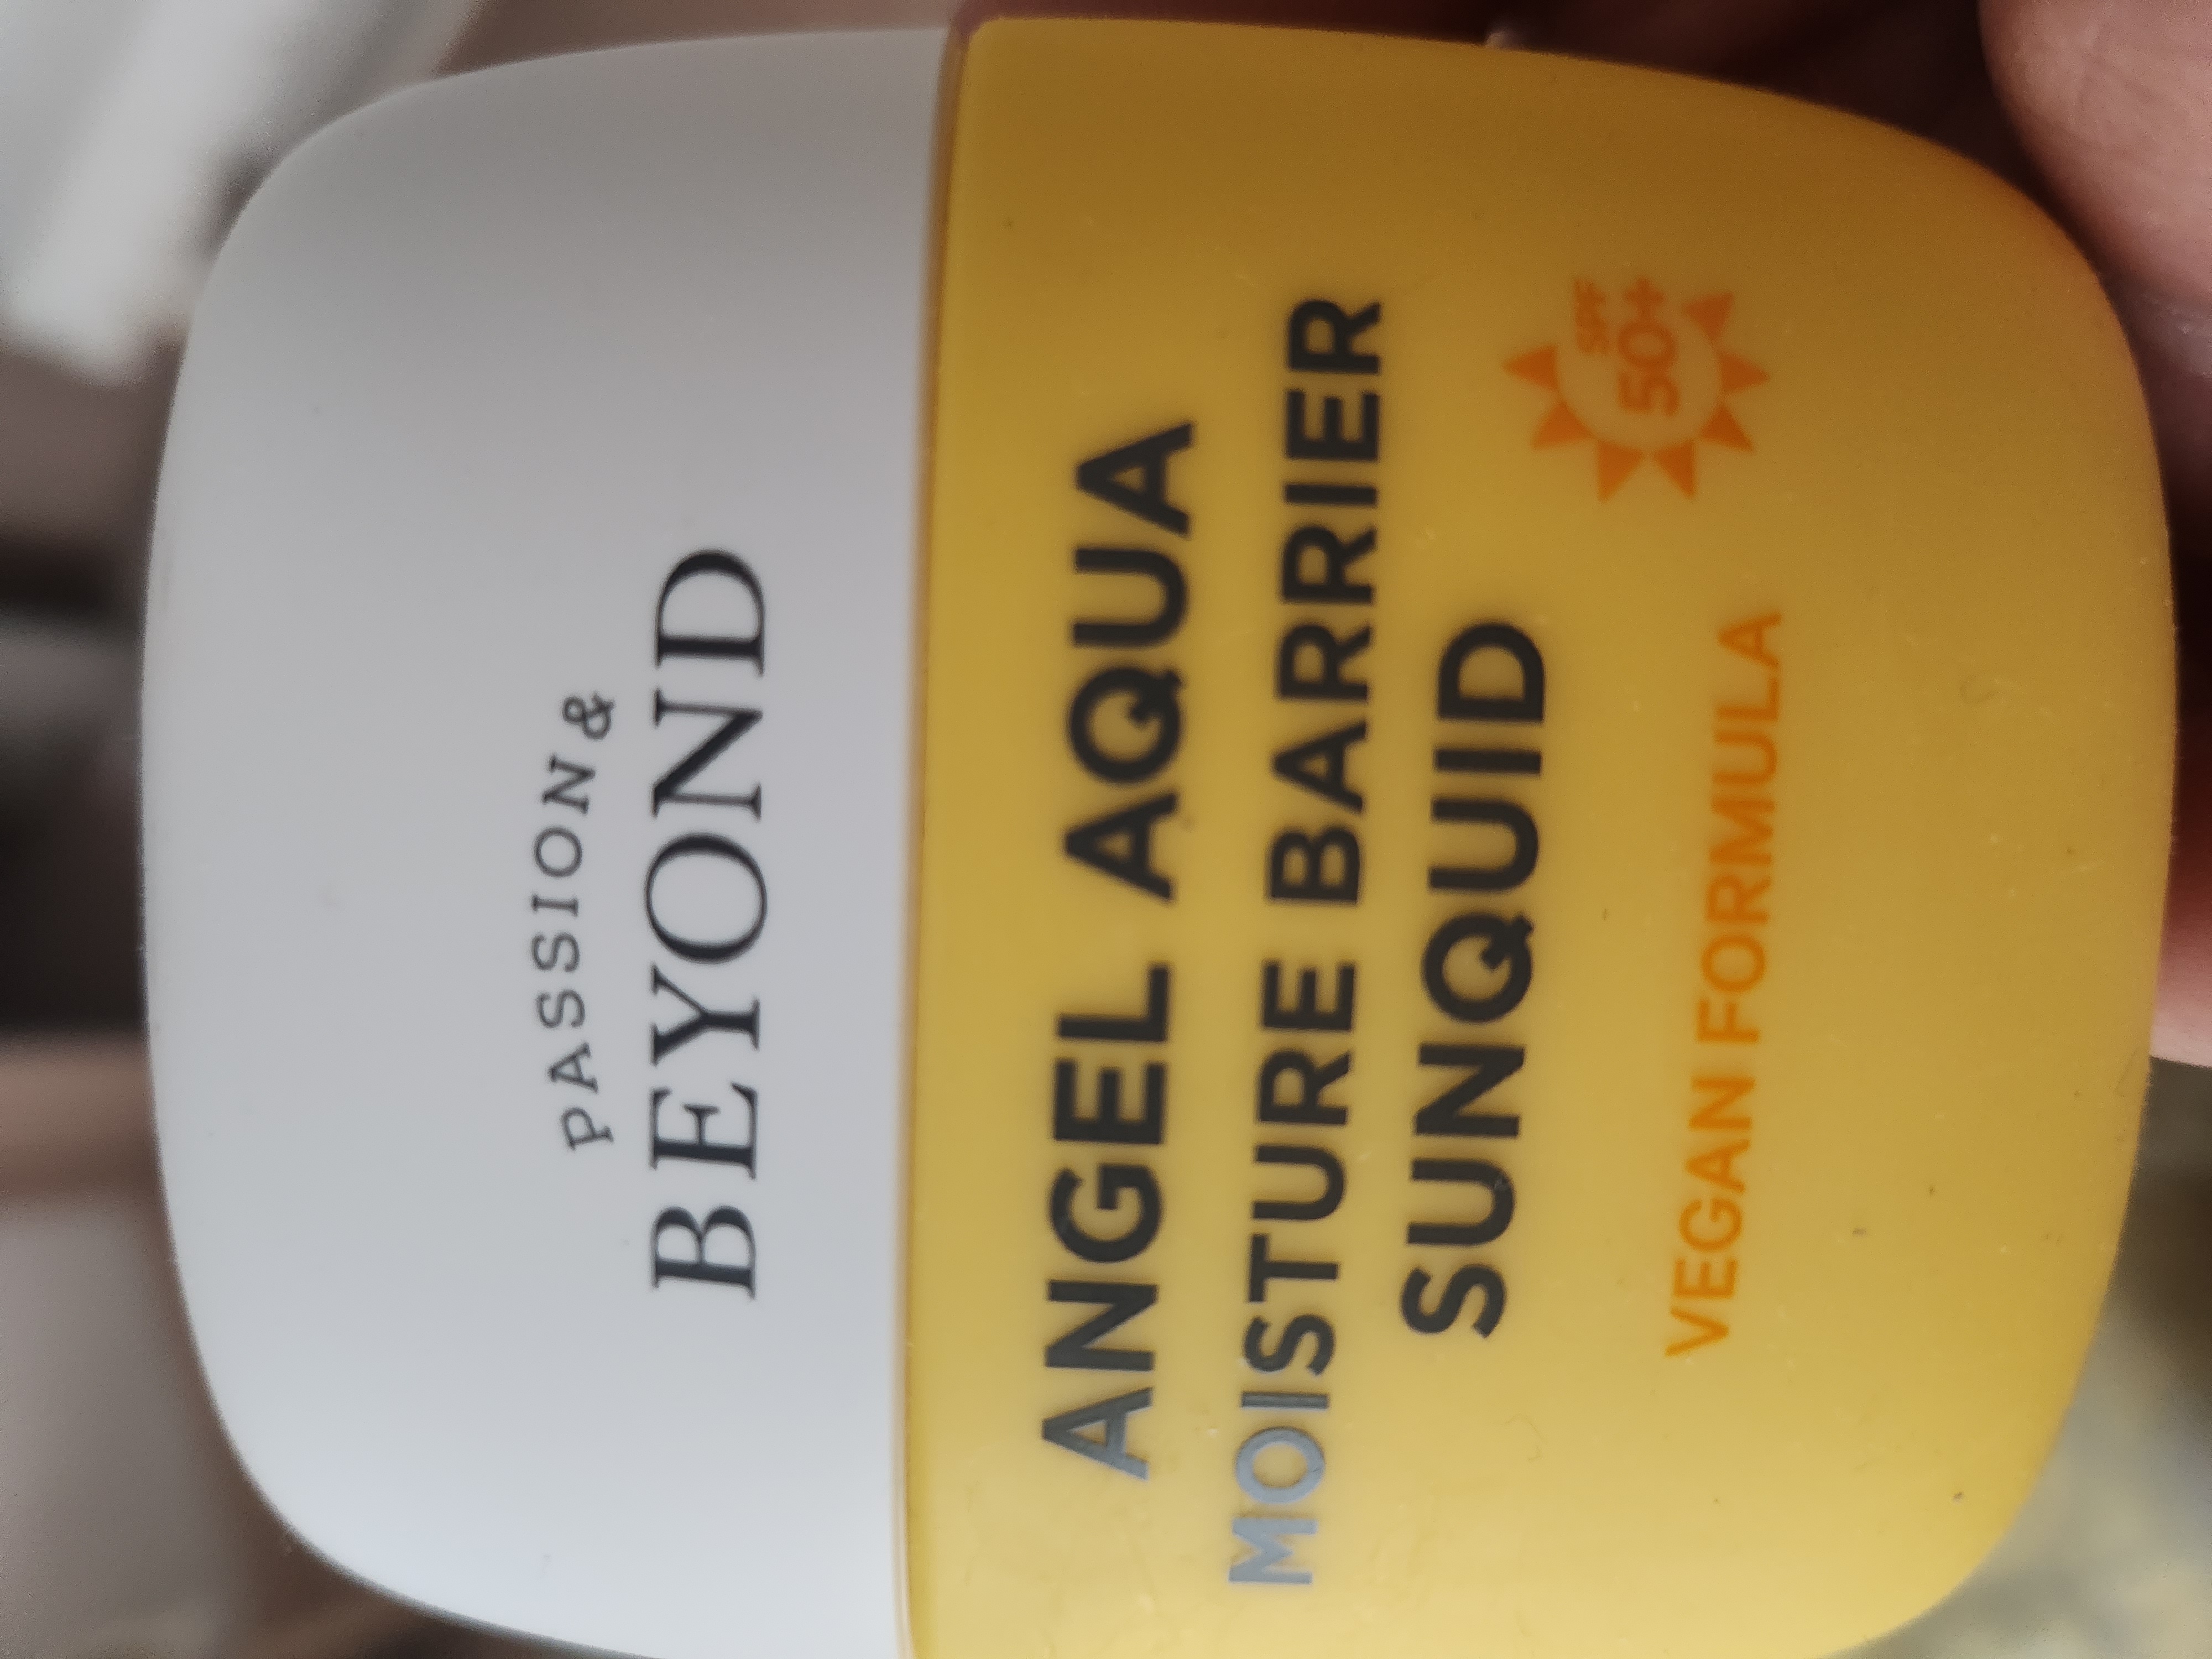 PASSION &
BEYOND
ANGEL AQUA
MOISTURE BARRIER
SUNQUID
SPF
50+
VEGAN FORMULA